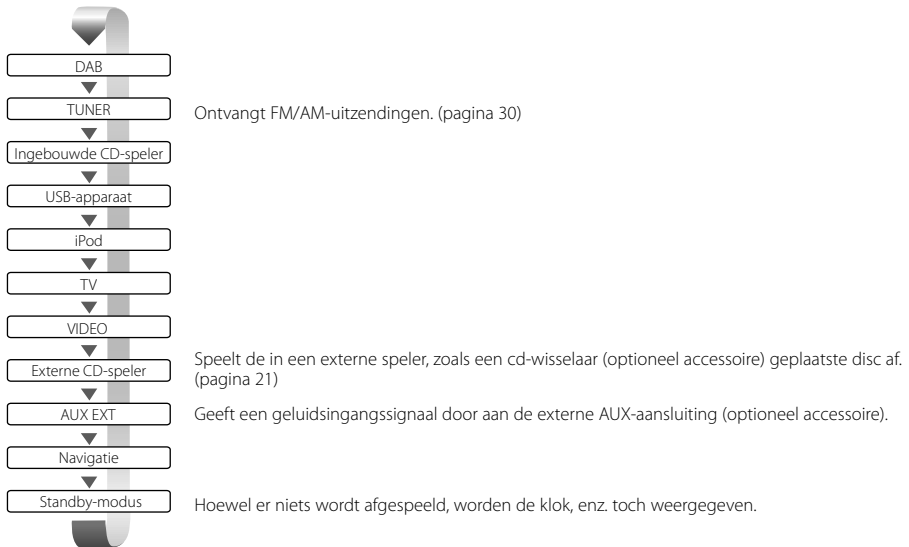 DAB
TUNER
Ontvangt FM/AM-uitzendingen. (pagina 30)
Ingebouwde CD-speler
USB-apparaat
iPod
TV
VIDEO
Externe CD-speler
Speelt de in een externe speler, zoals een cd-wisselaar (optioneel accessoire) geplaatste disc af.
(pagina 21)
AUX EXT
Geeft een geluidsingangssignaal door aan de externe AUX-aansluiting (optioneel accessoire).
Navigatie
Standby-modus
Hoewel er niets wordt afgespeeld, worden de klok, enz. toch weergegeven.